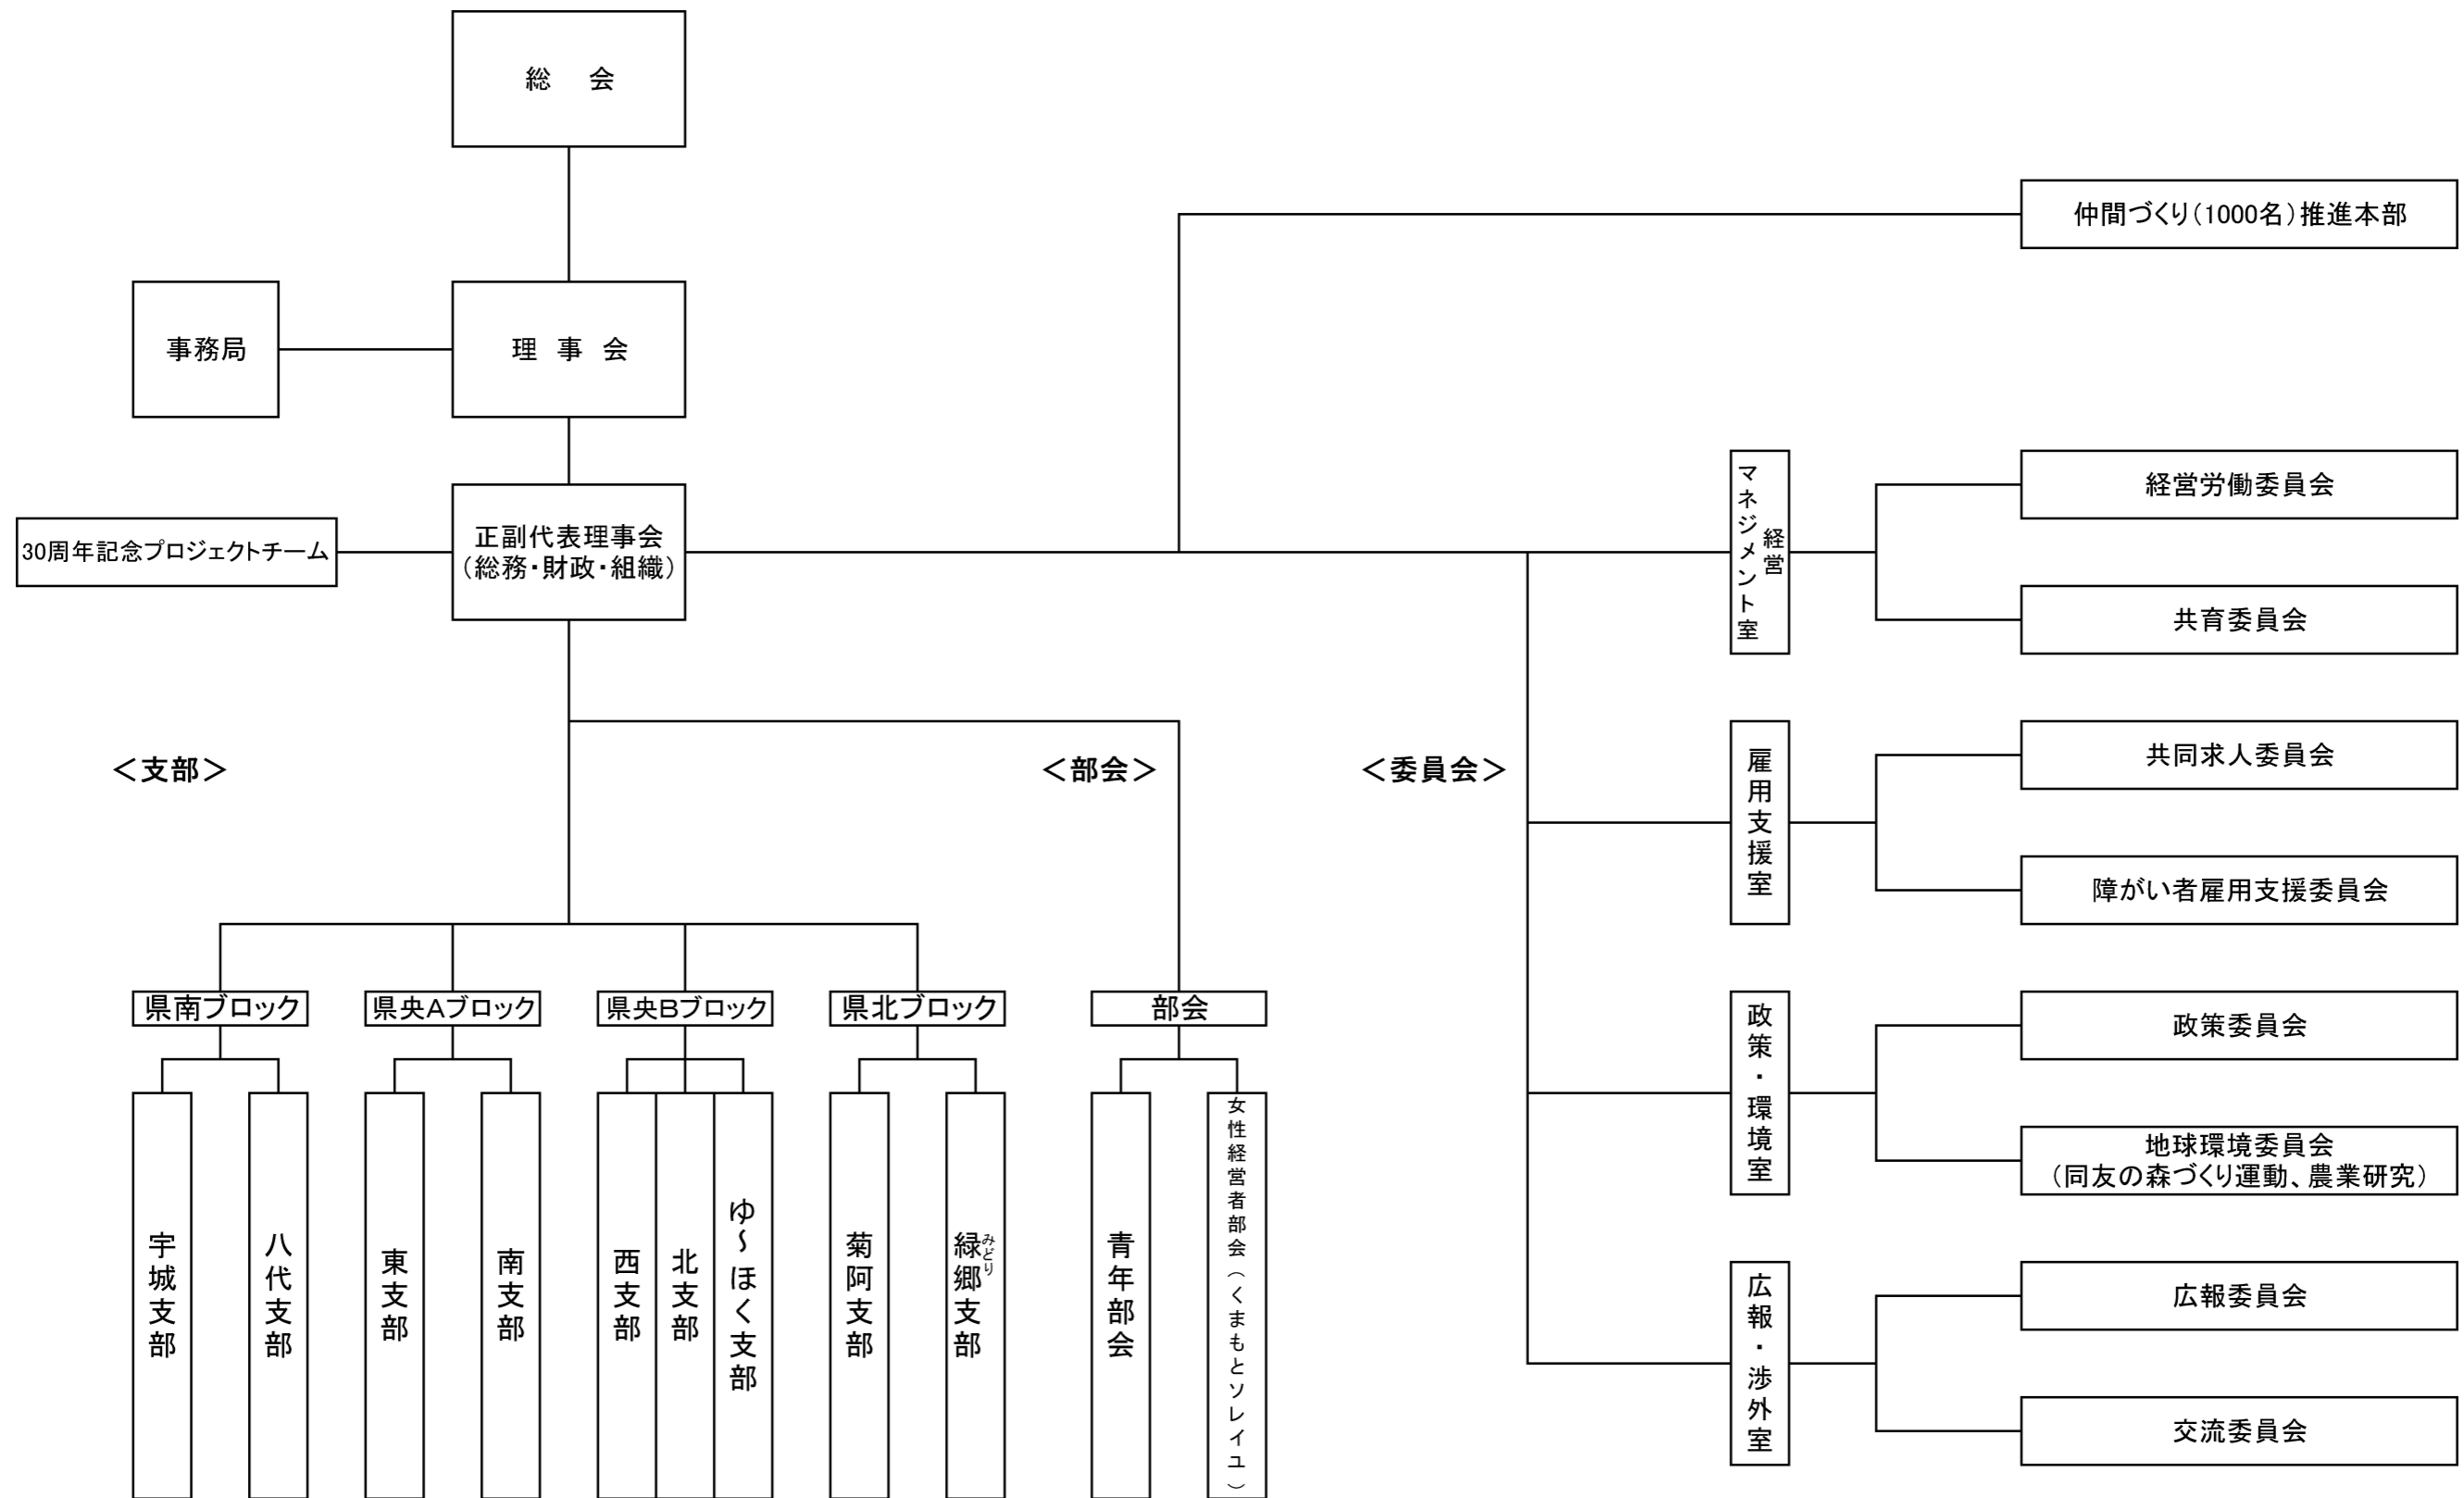 総　会
仲間づくり（1000名）推進本部
事務局
理 事 会
30周年記念プロジェクトチーム
正副代表理事会
（総務・財政・組織）
経営
マネジメント室
経営労働委員会
共育委員会
＜支部＞
＜部会＞
＜委員会＞
雇用支援室
共同求人委員会
障がい者雇用支援委員会
県南ブロック
県央Aブロック
県央Bブロック
県北ブロック
部会
宇城支部
八代支部
東支部
南支部
西支部
北支部
ゆ～ほく支部
菊阿支部
緑郷支部
みどり
青年部会
女性経営者部会（くまもとソレイユ）
政策・環境室
政策委員会
地球環境委員会
（同友の森づくり運動、農業研究）
広報・渉外室
広報委員会
交流委員会